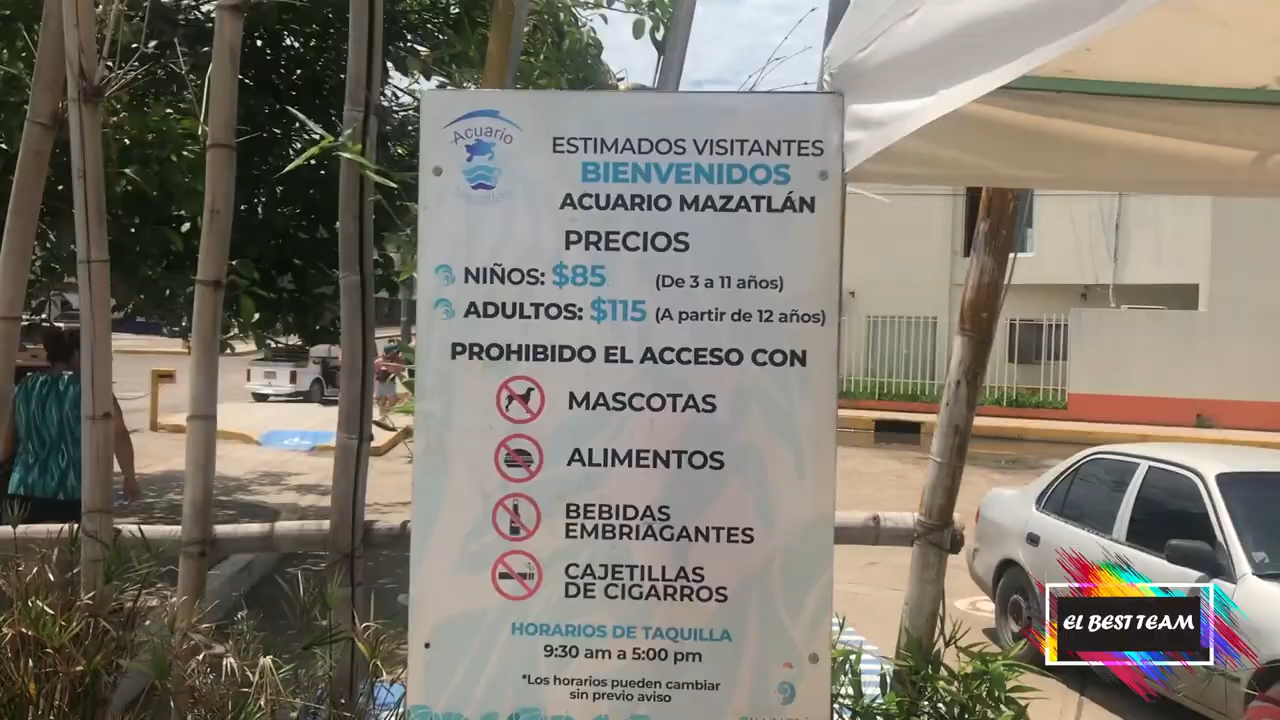 Acuario
ESTIMADOS VISITANTES
BIENVENIDOS
ACUARIO MAZATLÁN
PRECIOS
NIÑOS: $85 (De 3 a 11 años)
ADULTOS: $115 (A partir de 12 años)
PROHIBIDO EL ACCESO CON
MASCOTAS
ALIMENTOS
BEBIDAS
EMBRIAGANTES
CAJETILLAS
DE CIGARROS
HORARIOS DE TAQUILLA
9:30 am a 5:00 pm
*Los horarios pueden cambiar
sin previo aviso
EL BEST TEAM